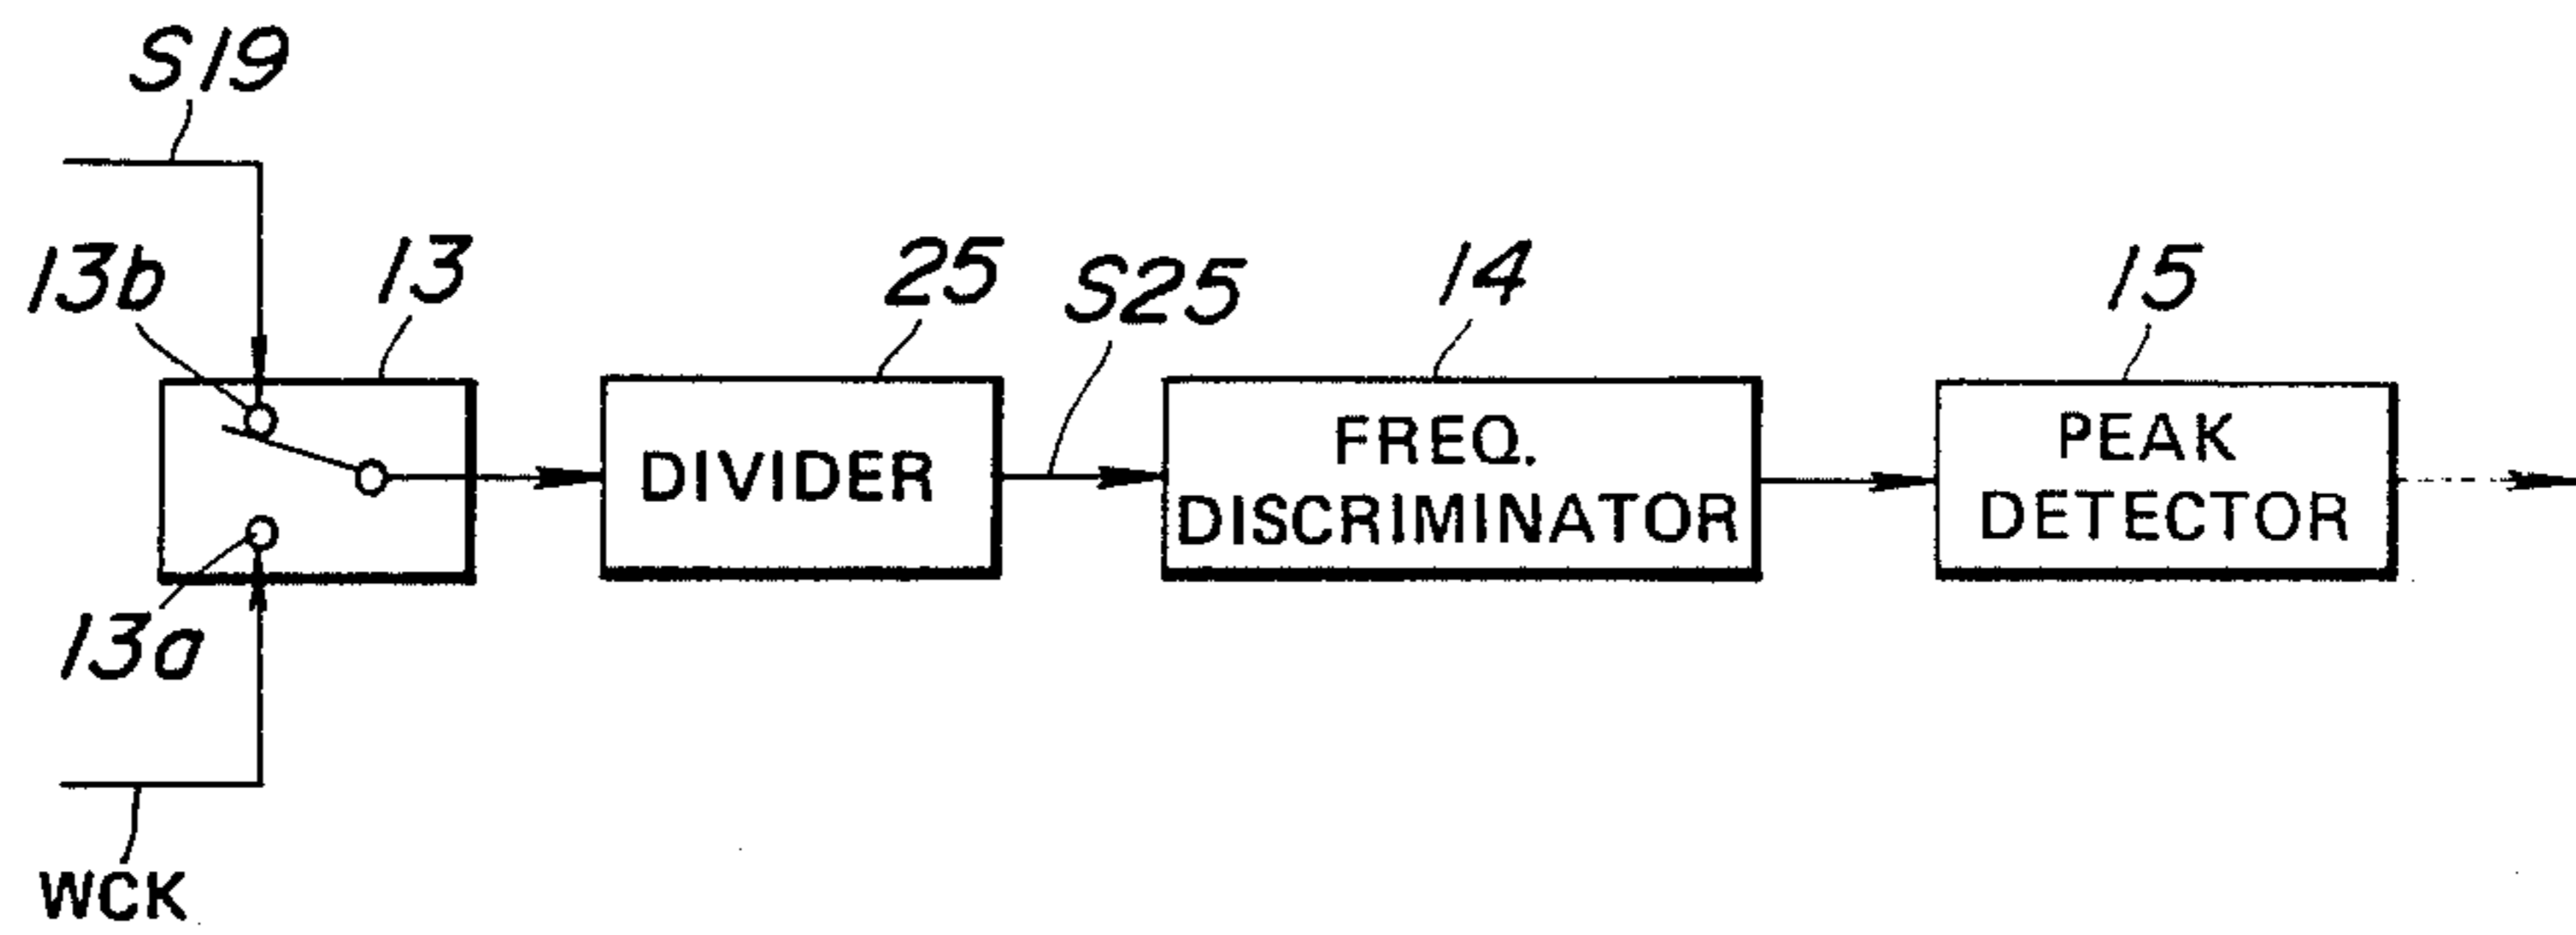 S19
13b
13
25
S25
14
15
DIVIDER
FREQ.
DISCRIMINATOR
PEAK
DETECTOR
13a
WCK